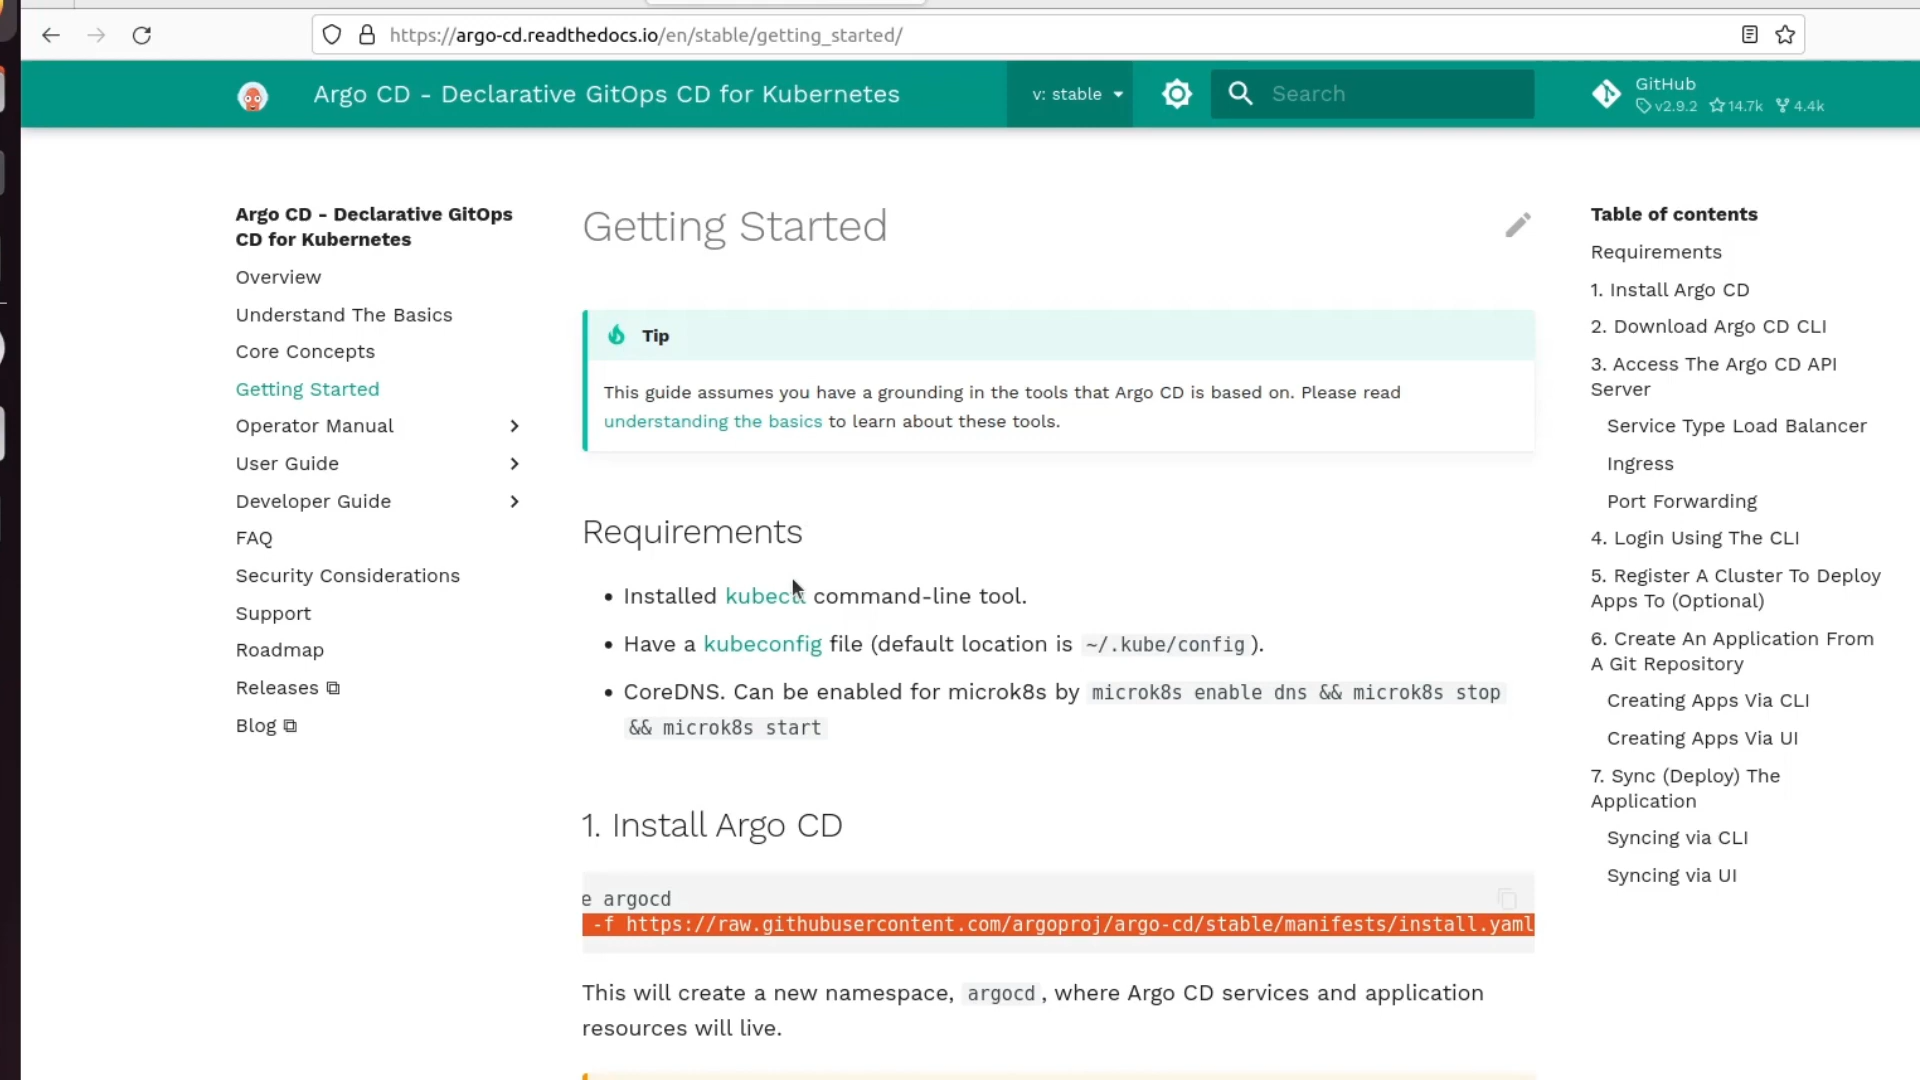 https://argo-cd.readthedocs.io/en/stable/getting_started/
Argo CD - Declarative GitOps CD for Kubernetes
v: stable
Search
GitHub
v2.9.2 14.7k 4.4k
Argo CD - Declarative GitOps
CD for Kubernetes
Overview
Understand The Basics
Core Concepts
Getting Started
Operator Manual
User Guide
Developer Guide
FAQ
Security Considerations
Support
Roadmap
Releases
Blog
Getting Started
Tip
This guide assumes you have a grounding in the tools that Argo CD is based on. Please read
understanding the basics to learn about these tools.
Requirements
• Installed kubectl command-line tool.
• Have a kubeconfig file (default location is ~/.kube/config ).
• CoreDNS. Can be enabled for microk8s by microk8s enable dns && microk8s stop
&& microk8s start
1. Install Argo CD
e argocd
-f https://raw.githubusercontent.com/argoproj/argo-cd/stable/manifests/install.yaml
This will create a new namespace, argocd , where Argo CD services and application
resources will live.
Table of contents
Requirements
1. Install Argo CD
2. Download Argo CD CLI
3. Access The Argo CD API
Server
Service Type Load Balancer
Ingress
Port Forwarding
4. Login Using The CLI
5. Register A Cluster To Deploy
Apps To (Optional)
6. Create An Application From
A Git Repository
Creating Apps Via CLI
Creating Apps Via UI
7. Sync (Deploy) The
Application
Syncing via CLI
Syncing via UI